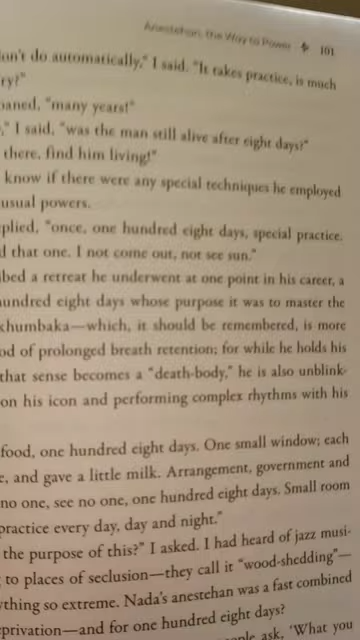 Anestehan, the Way to Power 101
on't do automatically," I said. "It takes practice, is much
ry?"
oaned, "many years!"
," I said, "was the man still alive after eight days?"
there, find him living!"
know if there were any special techniques he employed
usual powers.
plied, "once, one hundred eight days, special practice.
d that one. I not come out, not see sun."
ibed a retreat he underwent at one point in his career, a
hundred eight days whose purpose it was to master the
khumbaka—which, it should be remembered, is more
od of prolonged breath retention; for while he holds his
that sense becomes a "death-body," he is also unblink-
on his icon and performing complex rhythms with his
food, one hundred eight days. One small window; each
e, and gave a little milk. Arrangement, government and
no one, see no one, one hundred eight days. Small room
practice every day, day and night."
the purpose of this?" I asked. I had heard of jazz musi-
to places of seclusion—they call it "wood-shedding"—
ything so extreme. Nada's anestehan was a fast combined
privation—and for one hundred eight days?
ople ask, 'What you